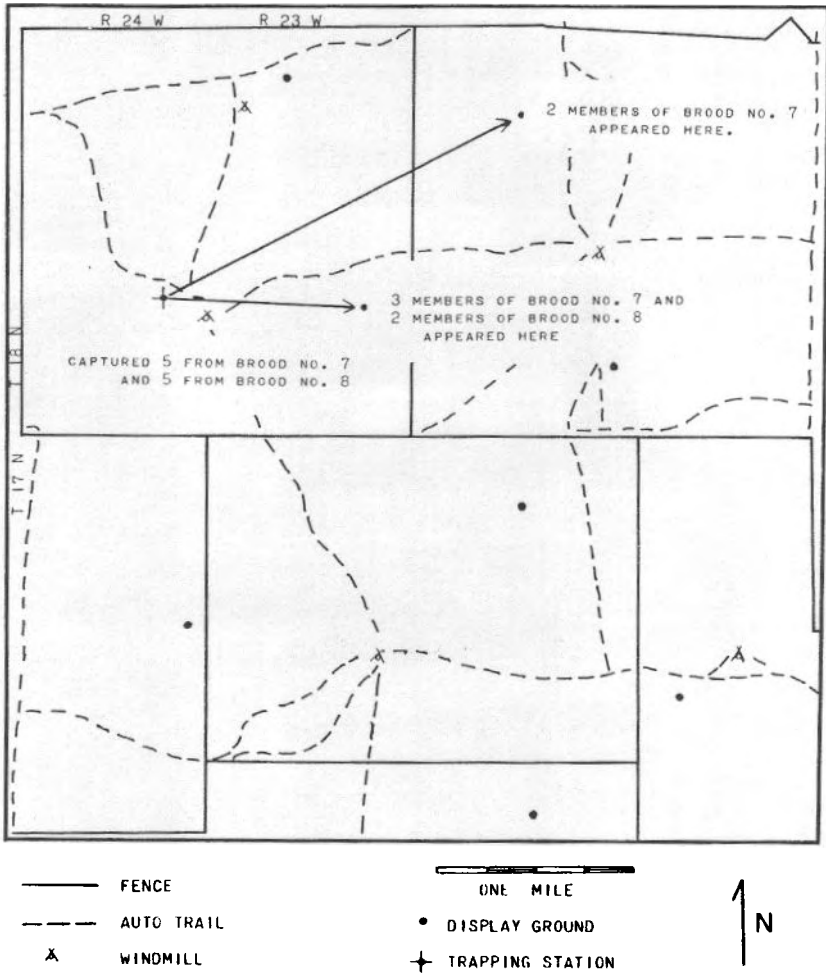 R 24 W R 23 W
2 MEMBERS OF BROOD NO. 7
APPEARED HERE.
3 MEMBERS OF BROOD NO. 7 AND
2 MEMBERS OF BROOD NO. 8
APPEARED HERE
T 18 N
CAPTURED 5 FROM BROOD NO. 7
AND 5 FROM BROOD NO. 8
T 17 N
FENCE
AUTO TRAIL
WINDMILL
ONE MILE
DISPLAY GROUND
TRAPPING STATION
N